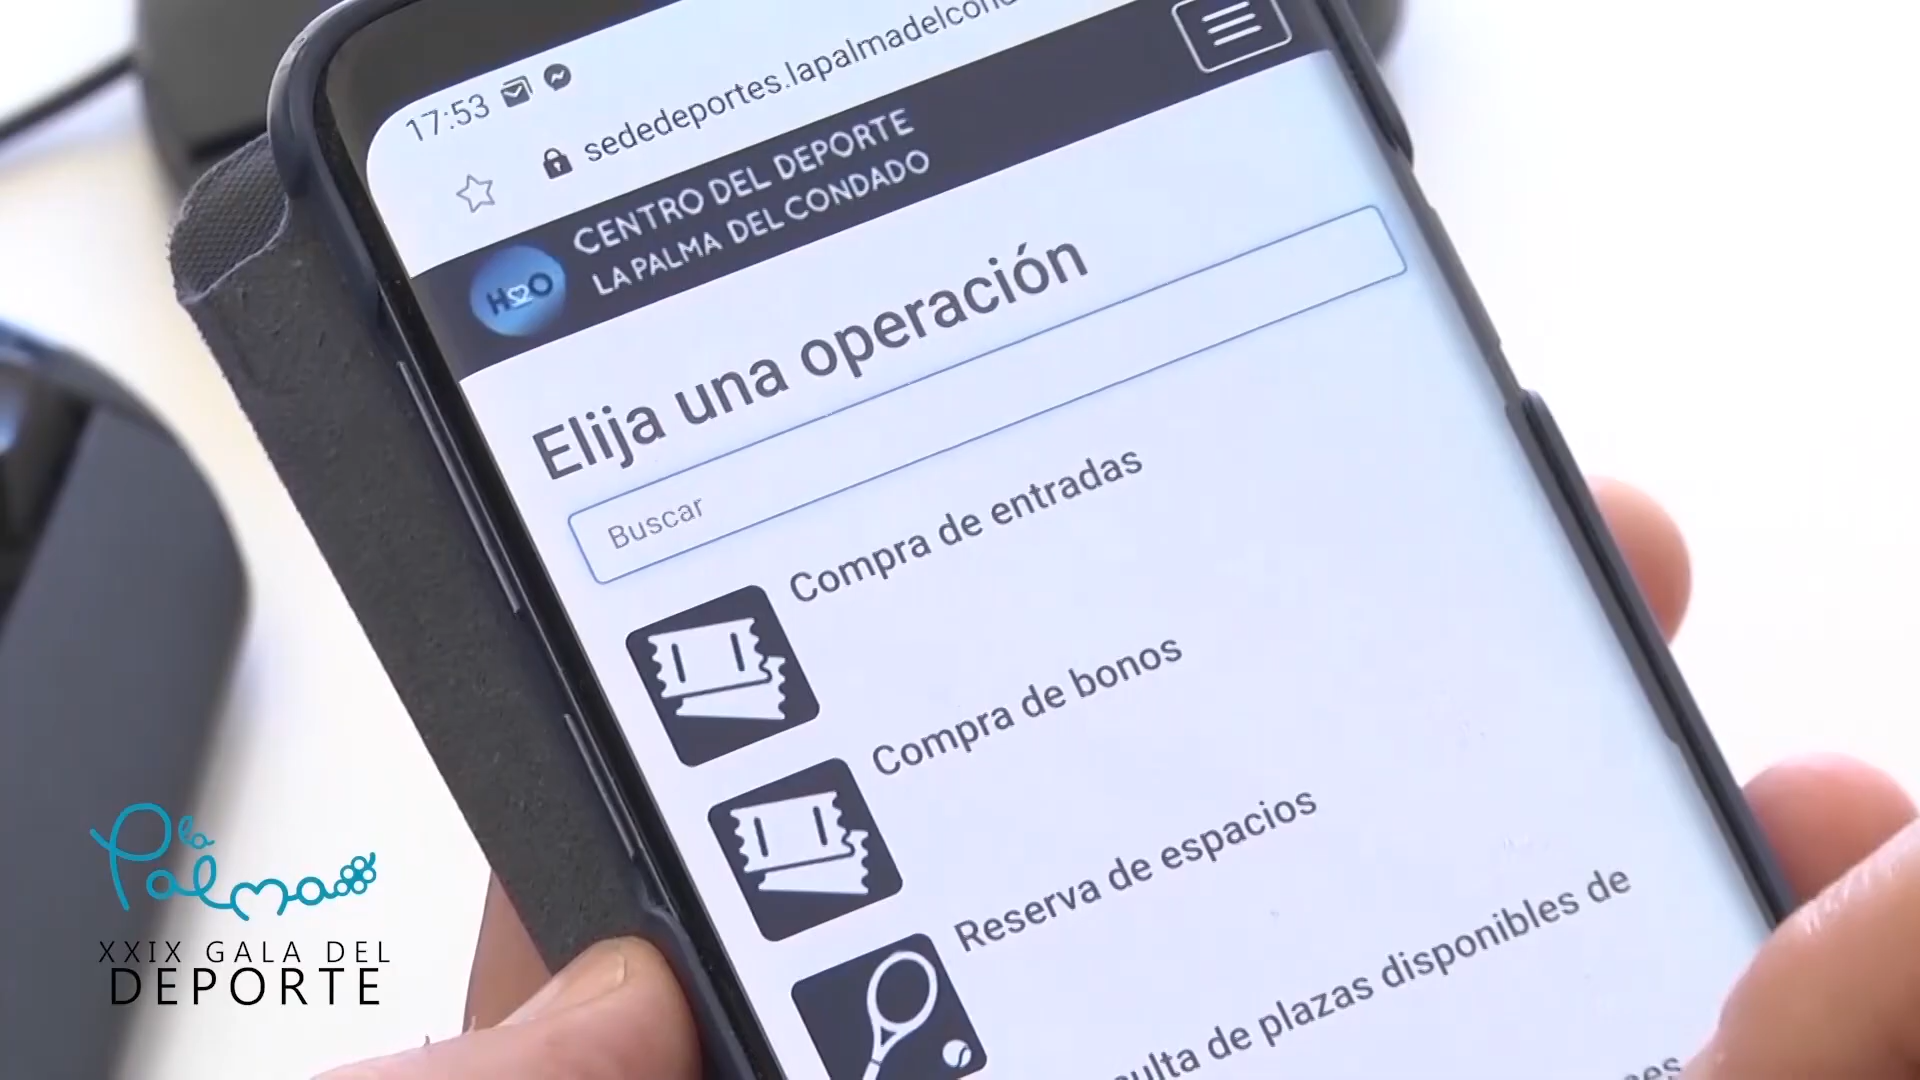 17:53
sededeportes.lapalmadelcon
CENTRO DEL DEPORTE
LA PALMA DEL CONDADO
H2O
Elija una operación
Buscar
Compra de entradas
Compra de bonos
Reserva de espacios
de plazas disponibles de
la Palma
XXIX GALA DEL
DEPORTE